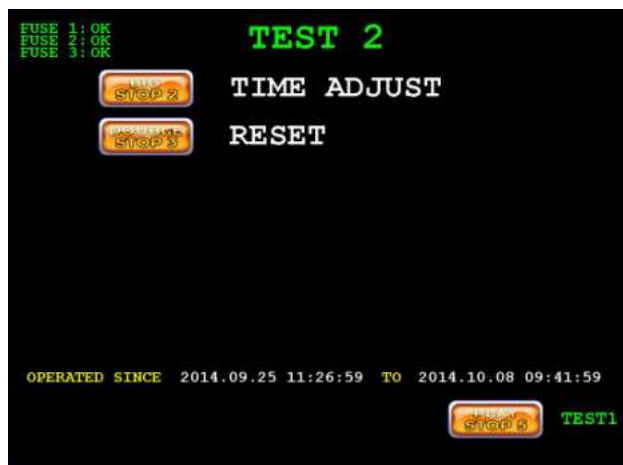 FUSE 1:OK
FUSE 2:OK
FUSE 3:OK
TEST 2
STOP 2
TIME ADJUST
STOP 3
RESET
OPERATED SINCE 2014.09.25 11:26:59 TO 2014.10.08 09:41:59
PLAY
STOP 5
TEST1